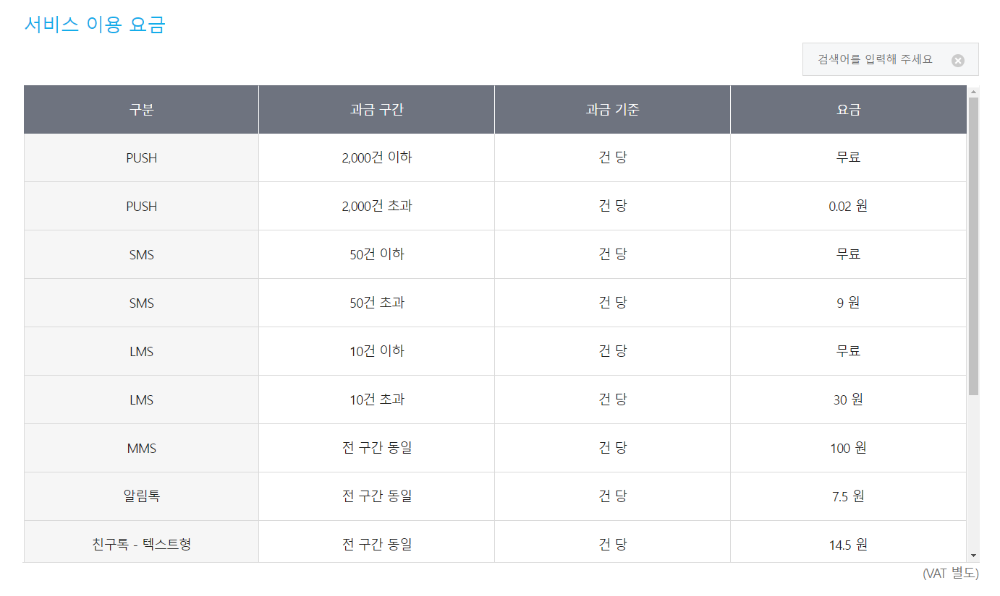 서비스 이용 요금
검색어를 입력해 주세요
구분 과금 구간 과금 기준 요금
PUSH 2,000건 이하 건 당 무료
PUSH 2,000건 초과 건 당 0.02 원
SMS 50건 이하 건 당 무료
SMS 50건 초과 건 당 9 원
LMS 10건 이하 건 당 무료
LMS 10건 초과 건 당 30 원
MMS 전 구간 동일 건 당 100 원
알림톡 전 구간 동일 건 당 7.5 원
친구톡 - 텍스트형 전 구간 동일 건 당 14.5 원
(VAT 별도)